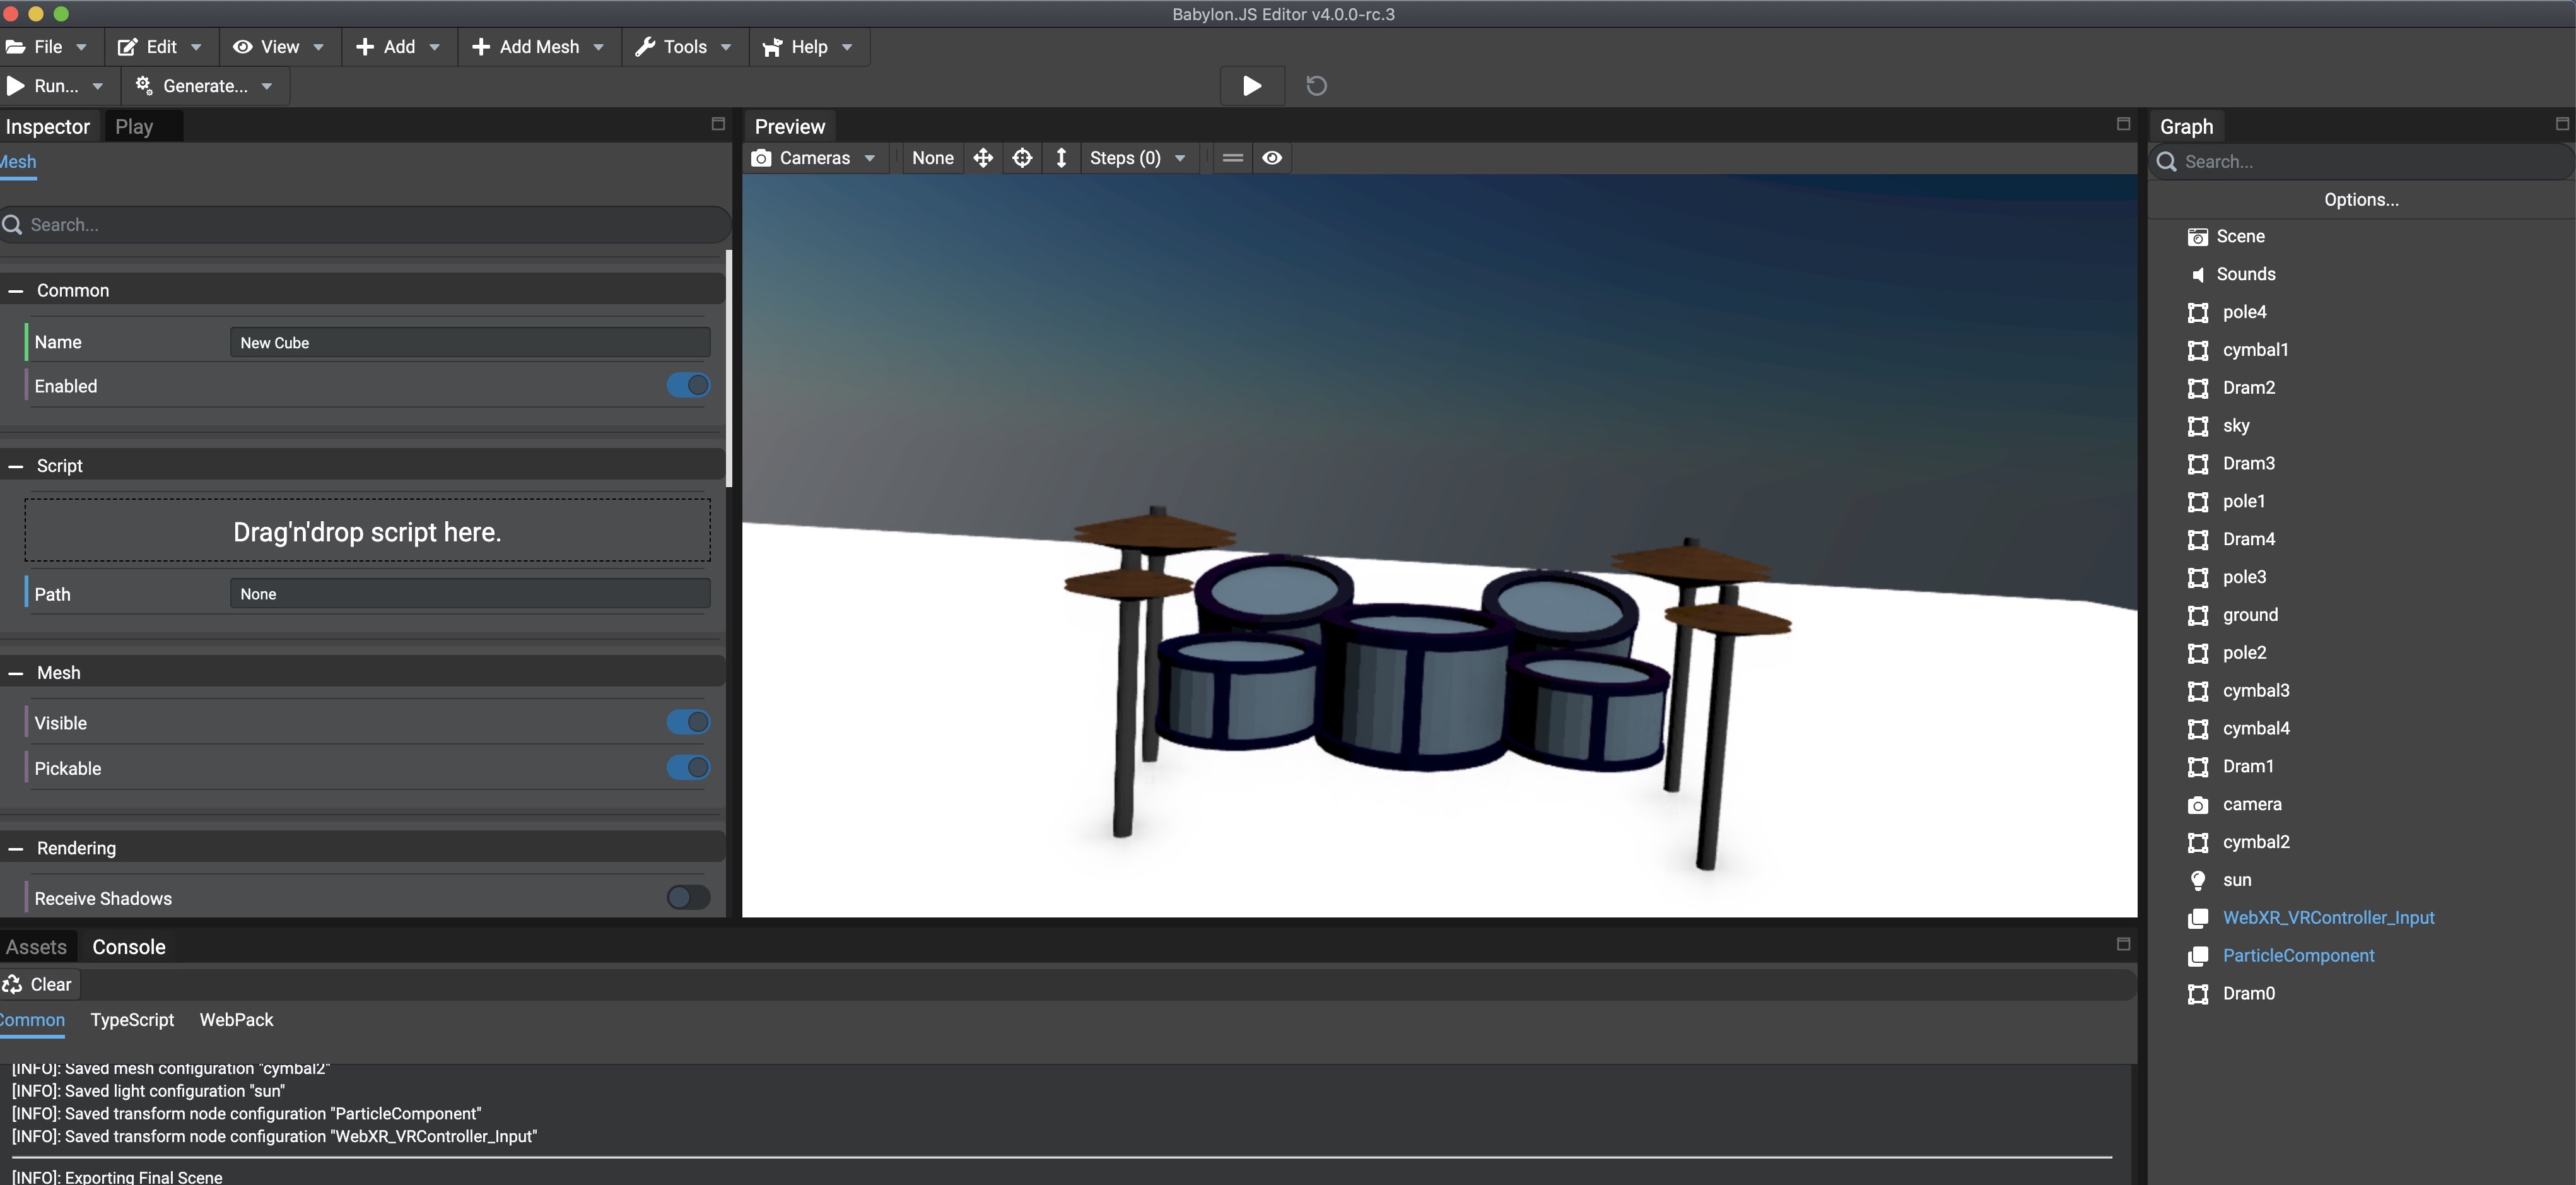 Babylon.JS Editor v4.0.0-rc.3
File Edit View Add Add Mesh Tools Help
Run... Generate...
Inspector Play
Mesh
Search...
Common
Name New Cube
Enabled
Script
Drag'n'drop script here.
Path None
Mesh
Visible
Pickable
Rendering
Receive Shadows
Preview
Cameras None Steps (0)
Graph
Search...
Options...
Scene
Sounds
pole4
cymbal1
Dram2
sky
Dram3
pole1
Dram4
pole3
ground
pole2
cymbal3
cymbal4
Dram1
camera
cymbal2
sun
WebXR_VRController_Input
ParticleComponent
Dram0
Assets Console
Clear
Common TypeScript WebPack
[INFO]: Saved mesh configuration "cymbal2"
[INFO]: Saved light configuration "sun"
[INFO]: Saved transform node configuration "ParticleComponent"
[INFO]: Saved transform node configuration "WebXR_VRController_Input"
[INFO]: Exporting Final Scene